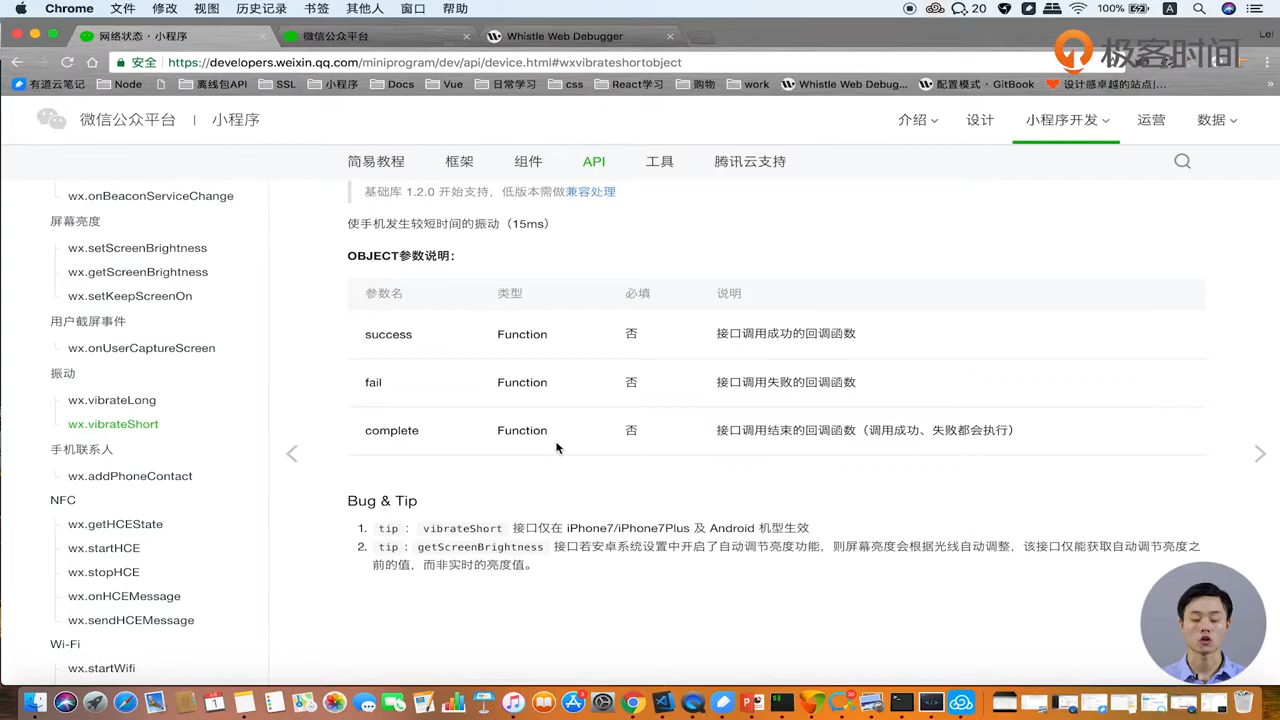 Chrome 文件 修改 视图 历史记录 书签 其他人 窗口 帮助 20 100% A
网络状态 · 小程序 × 微信公众平台 × Whistle Web Debugger × Lei
安全 https://developers.weixin.qq.com/miniprogram/dev/api/device.html#wxvibrateshortobject
极客时间
有道云笔记 Node 离线包API SSL 小程序 Docs Vue 日常学习 css React学习 购物 work Whistle Web Debug... 配置模式 · GitBook 设计感卓越的站点|... »
微信公众平台 | 小程序 介绍 设计 小程序开发 运营 数据
简易教程 框架 组件 API 工具 腾讯云支持
wx.onBeaconServiceChange
屏幕亮度
wx.setScreenBrightness
wx.getScreenBrightness
wx.setKeepScreenOn
用户截屏事件
wx.onUserCaptureScreen
振动
wx.vibrateLong
wx.vibrateShort
手机联系人
wx.addPhoneContact
NFC
wx.getHCEState
wx.startHCE
wx.stopHCE
wx.onHCEMessage
wx.sendHCEMessage
Wi-Fi
wx.startWifi
基础库 1.2.0 开始支持，低版本需做兼容处理
使手机发生较短时间的振动（15ms）
OBJECT参数说明：
参数名 类型 必填 说明
success Function 否 接口调用成功的回调函数
fail Function 否 接口调用失败的回调函数
complete Function 否 接口调用结束的回调函数（调用成功、失败都会执行）
Bug & Tip
1. tip ： vibrateShort 接口仅在 iPhone7/iPhone7Plus 及 Android 机型生效
2. tip ：getScreenBrightness 接口若安卓系统设置中开启了自动调节亮度功能，则屏幕亮度会根据光线自动调整，该接口仅能获取自动调节亮度之
前的值，而非实时的亮度值。